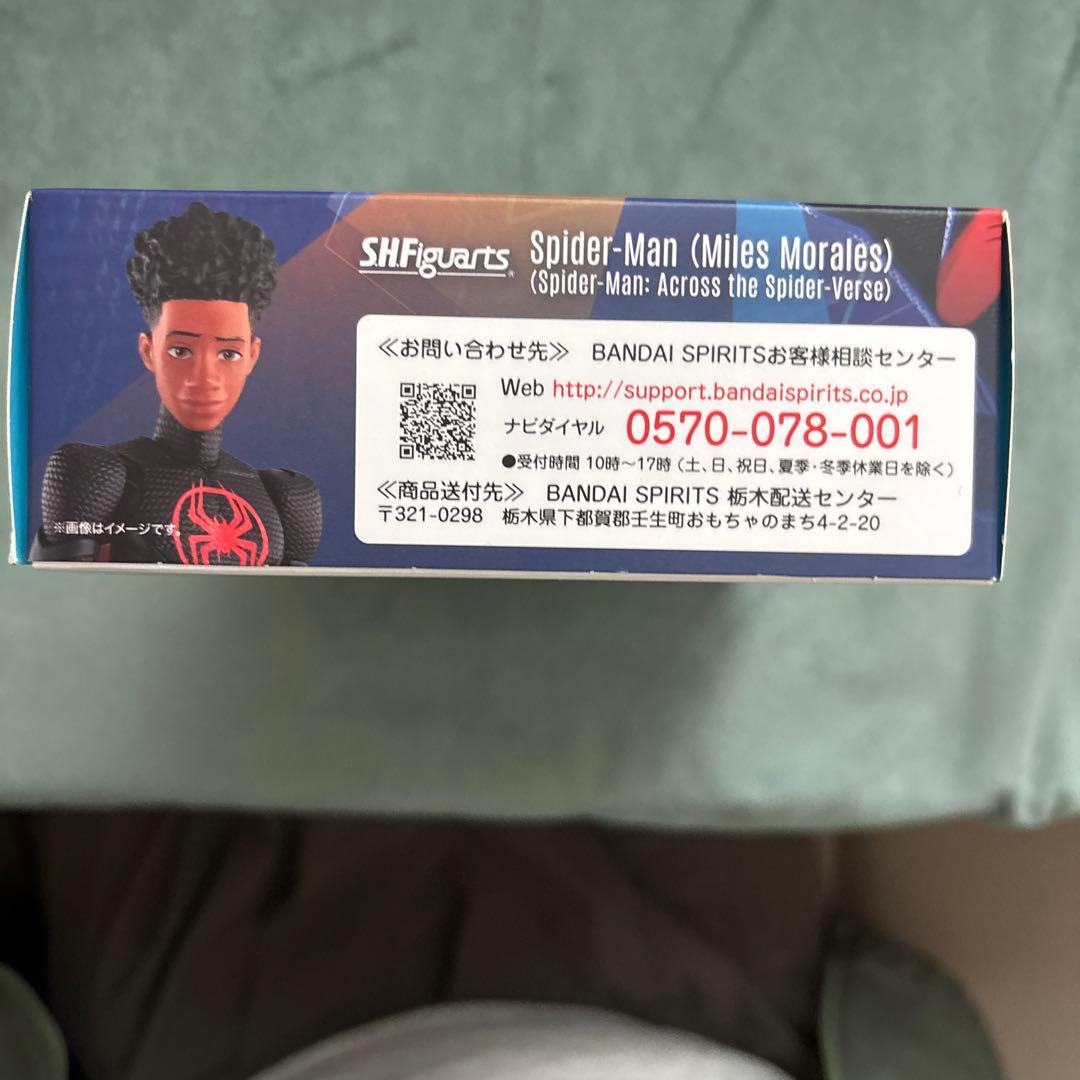 S.H.Figuarts
Spider-Man (Miles Morales)
(Spider-Man: Across the Spider-Verse)
≪お問い合わせ先≫ BANDAI SPIRITSお客様相談センター
Web http://support.bandaispirits.co.jp
ナビダイヤル 0570-078-001
●受付時間 10時〜17時(土、日、祝日、夏季・冬季休業日を除く)
≪商品送付先≫ BANDAI SPIRITS 栃木配送センター
〒321-0298 栃木県下都賀郡壬生町おもちゃのまち4-2-20
※画像はイメージです。